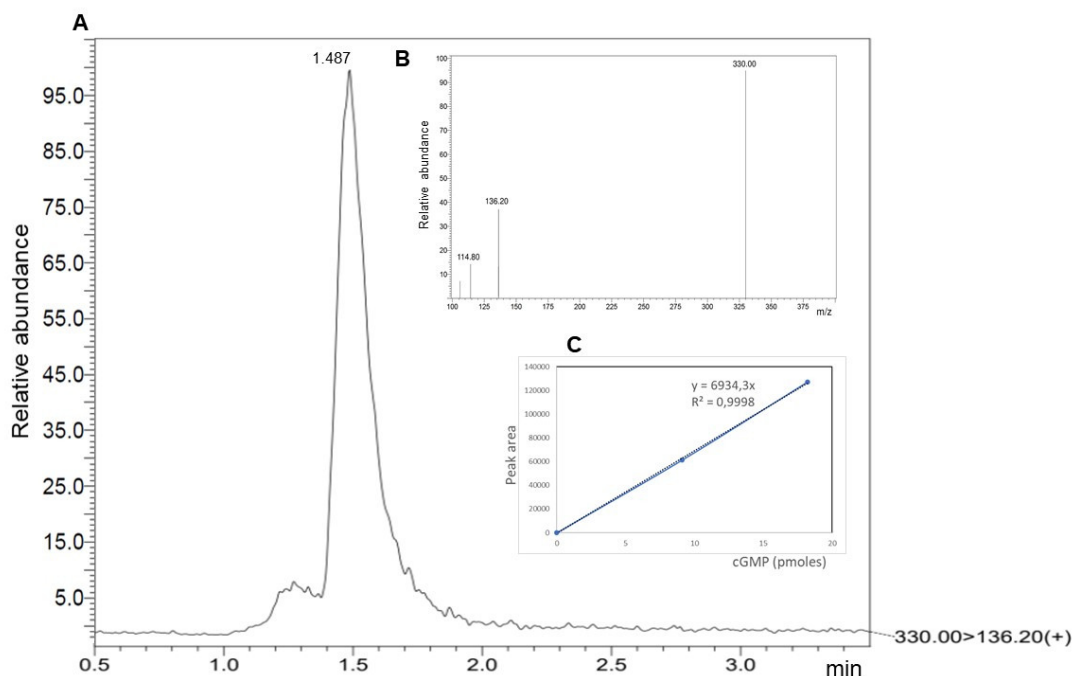 A
1.487
95.0
85.0
75.0
65.0
55.0
45.0
35.0
25.0
15.0
5.0
Relative abundance
0.5 1.0 1.5 2.0 2.5 3.0 min
330.00>136.20(+)
B
100
90
80
70
60
50
40
30
20
10
Relative abundance
330.00
136.20
114.80
100 125 150 175 200 225 250 275 300 325 350 375
m/z
C
140000
120000
100000
80000
60000
40000
20000
0
Peak area
y = 6934,3x
R² = 0,9998
0 5 10 15 20
cGMP (pmoles)